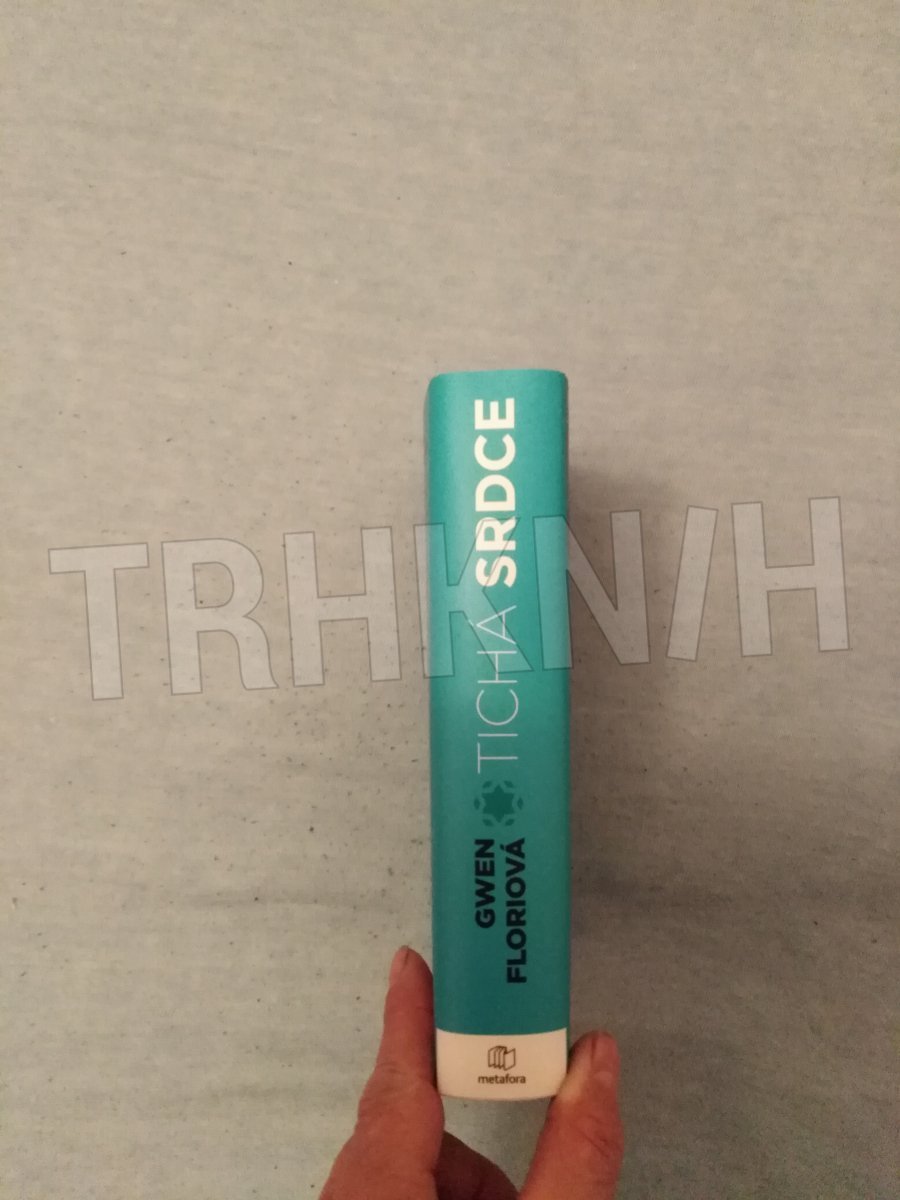 GWEN
FLORIOVÁ
TICHÁ SRDCE
metafora
TRHKNIH